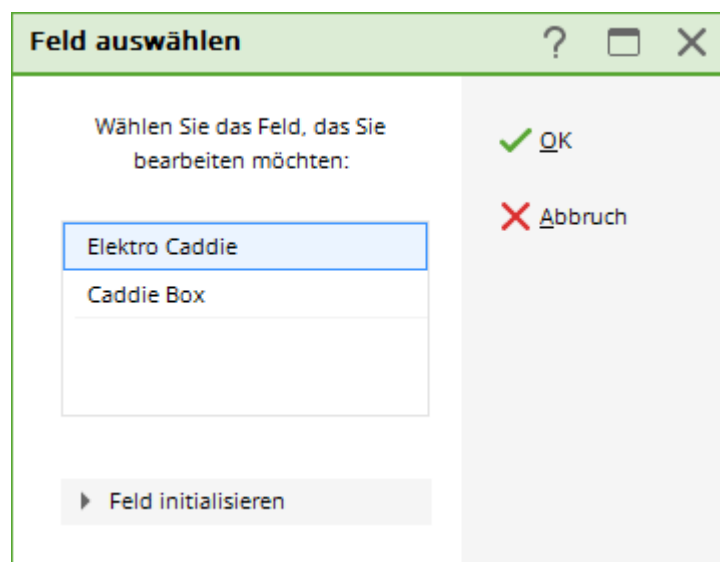 Feld auswählen
Wählen Sie das Feld, das Sie
bearbeiten möchten:
OK
Abbruch
Elektro Caddie
Caddie Box
Feld initialisieren